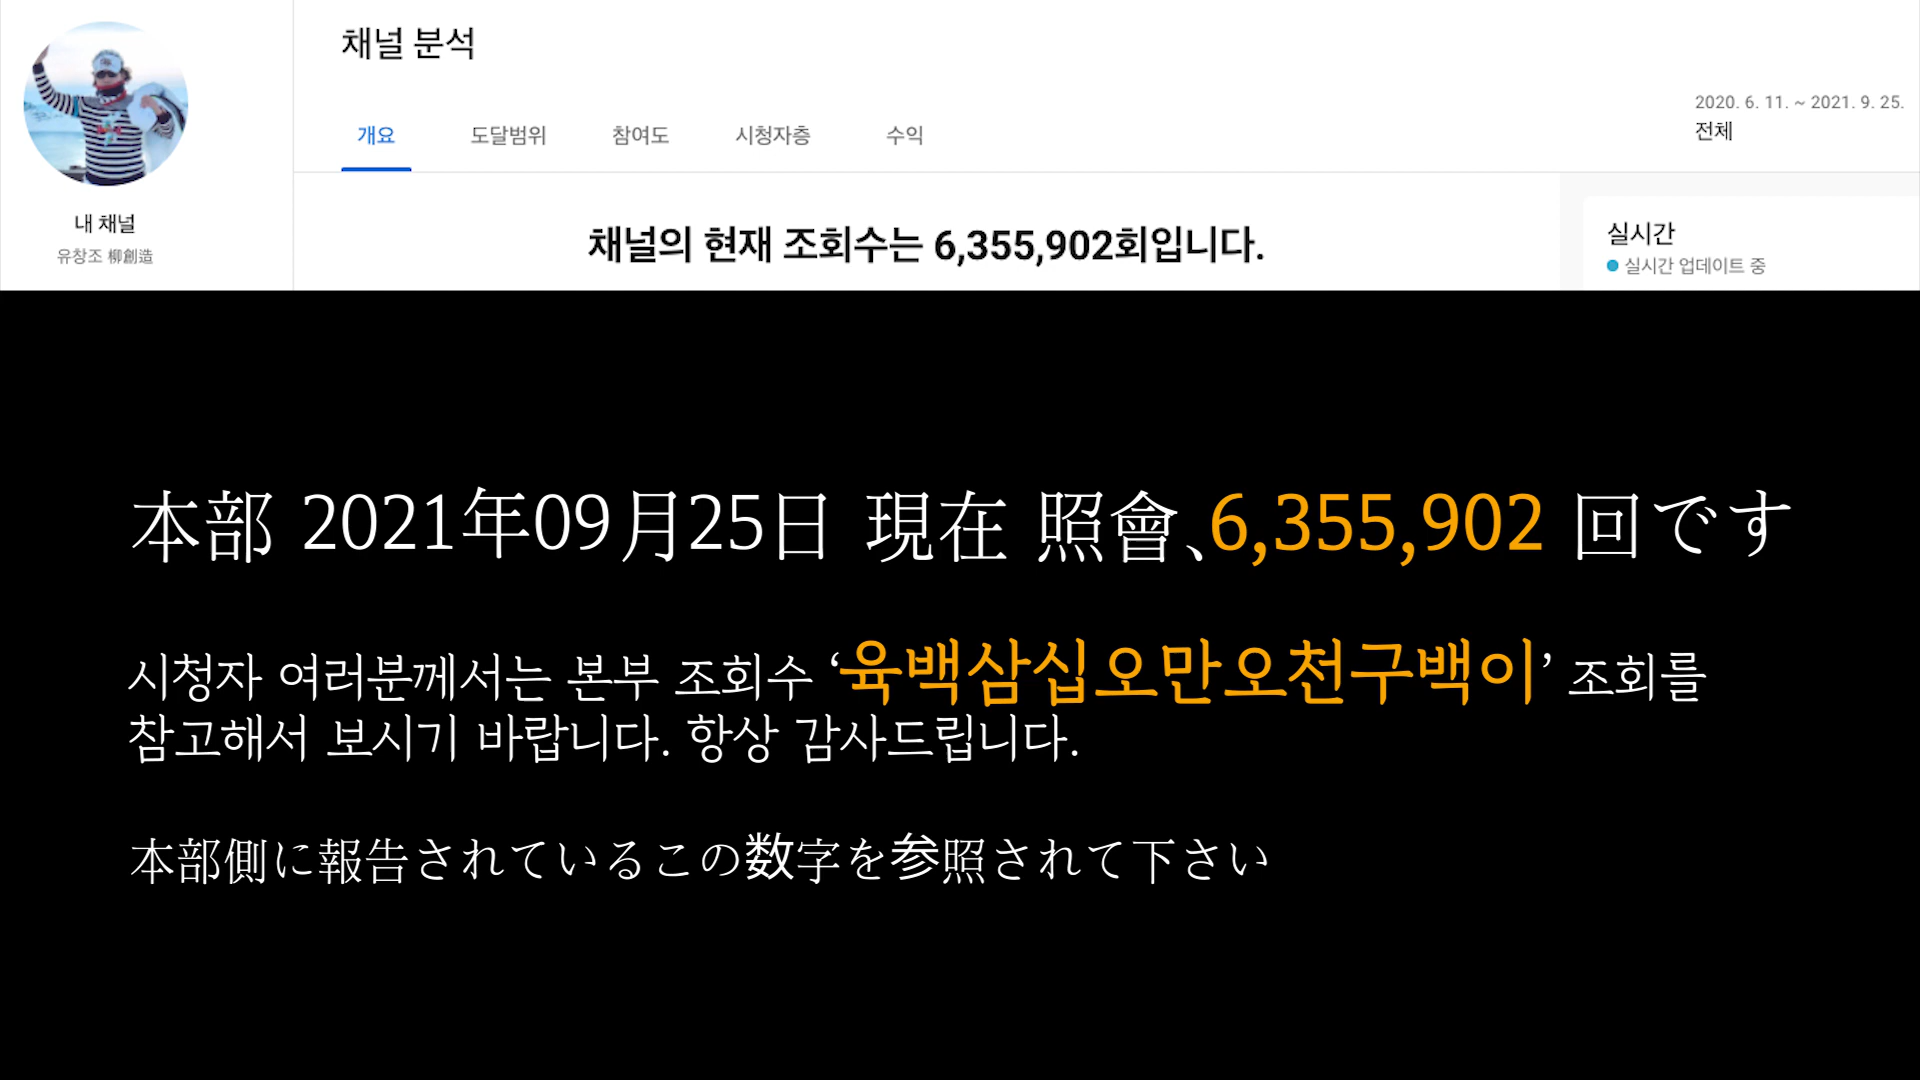 채널 분석
2020. 6. 11. ~ 2021. 9. 25.
전체
개요 도달범위 참여도 시청자층 수익
내 채널
유창조 柳創造
채널의 현재 조회수는 6,355,902회입니다.
실시간
실시간 업데이트 중
本部 2021年09月25日 現在 照會、6,355,902 回です
시청자 여러분께서는 본부 조회수 ‘육백삼십오만오천구백이’ 조회를
참고해서 보시기 바랍니다. 항상 감사드립니다.
本部側に報告されているこの数字を参照されて下さい